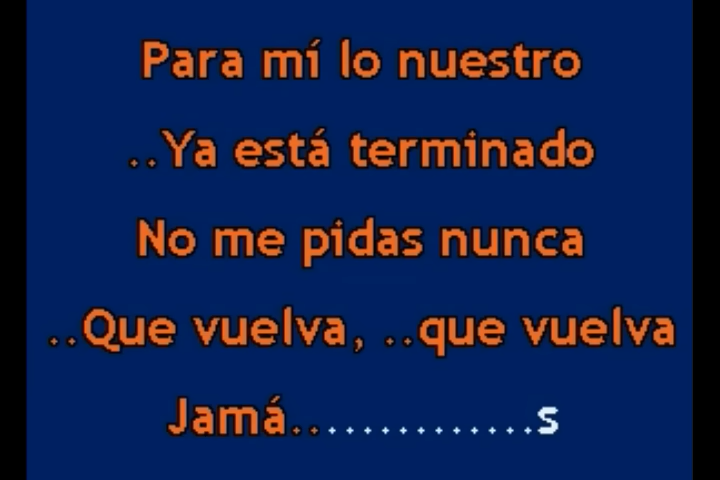 Para mí lo nuestro
..Ya está terminado
No me pidas nunca
..Que vuelva, ..que vuelva
Jamá..............s